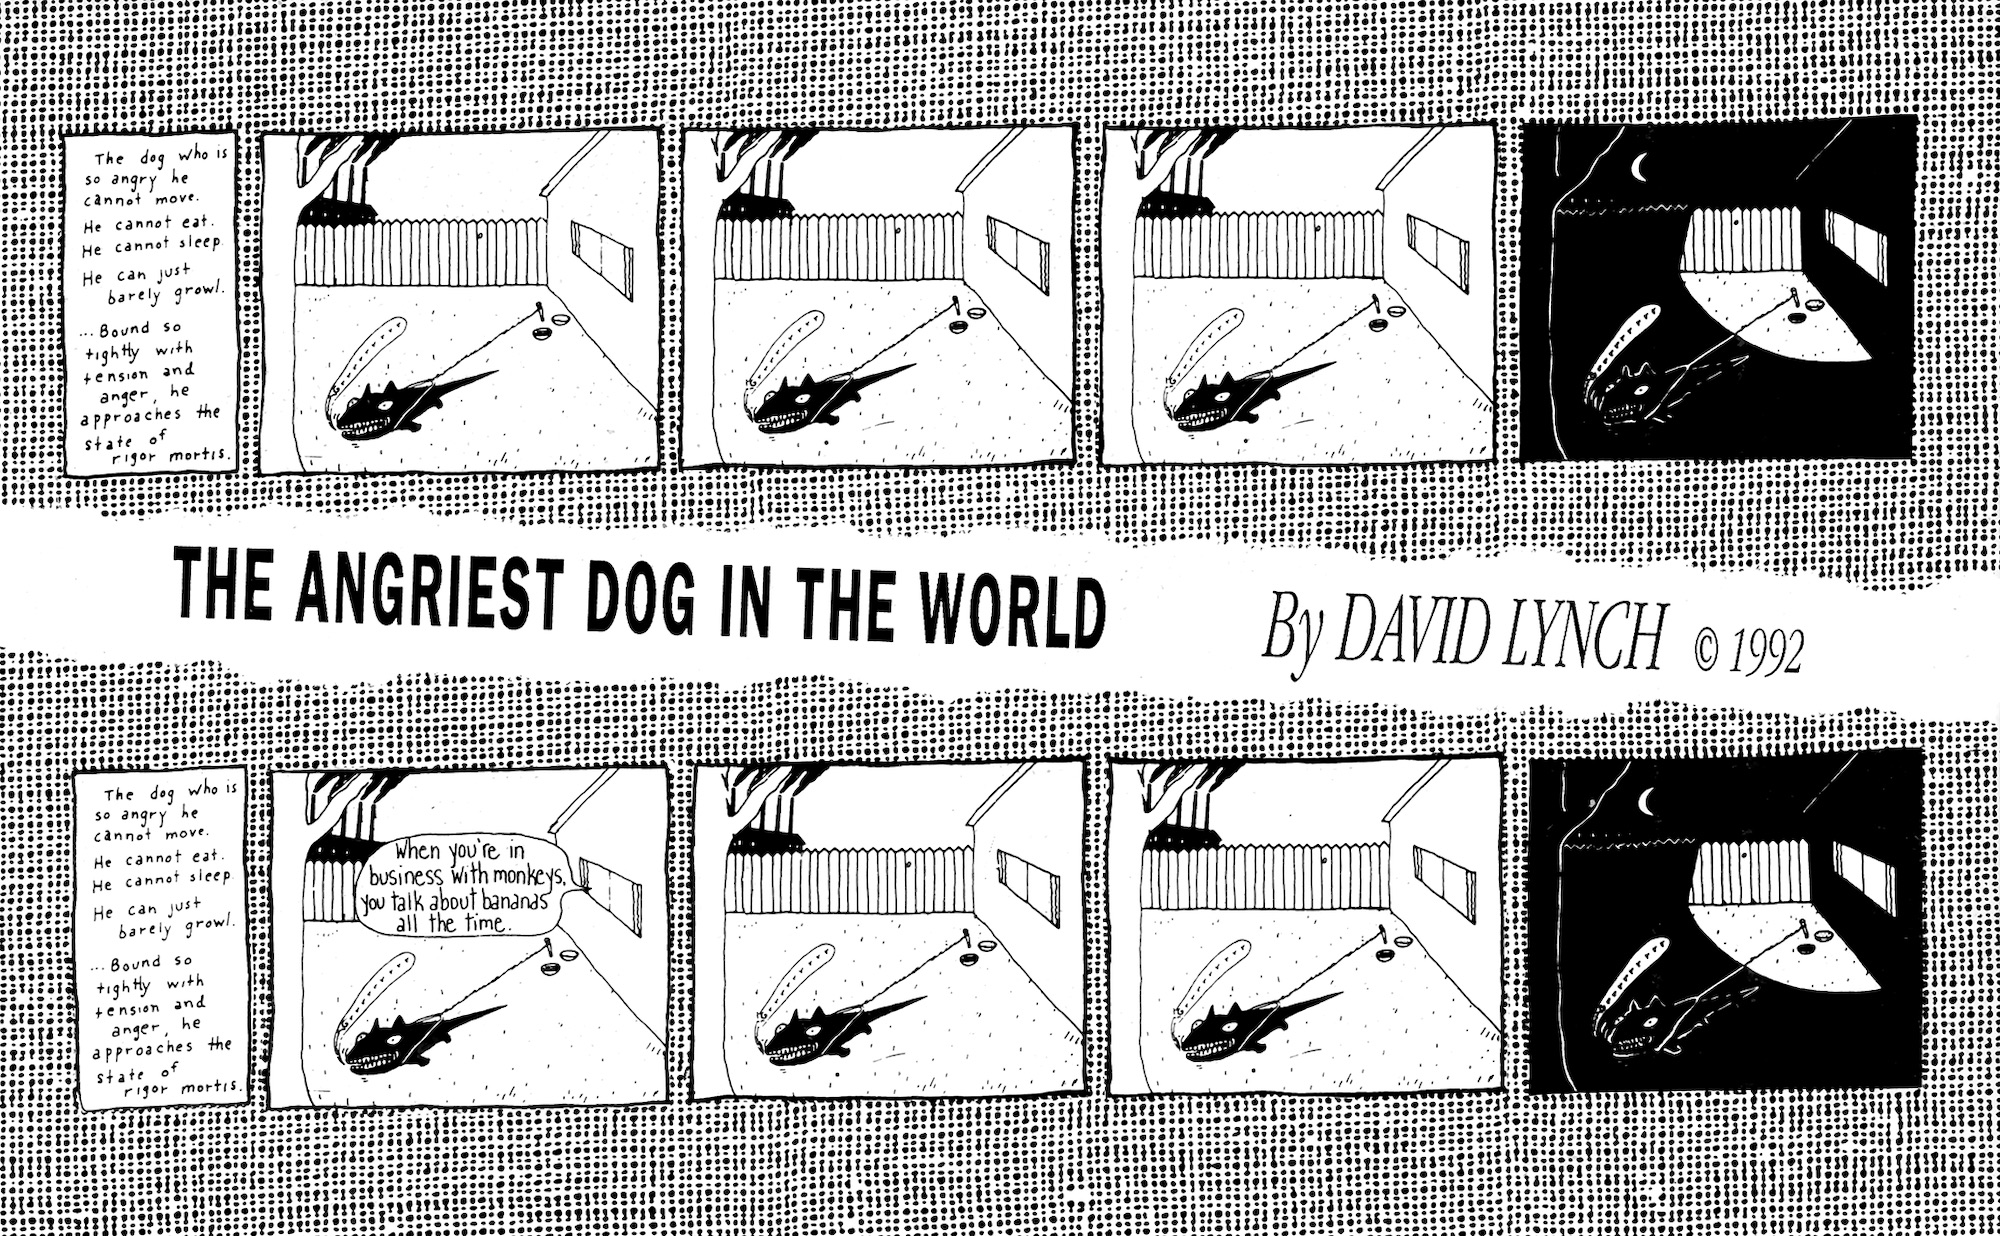 The dog who is
so angry he
cannot move.
He cannot eat.
He cannot sleep.
He can just
barely growl.
...Bound so
tightly with
tension and
anger, he
approaches the
state of
rigor mortis.
THE ANGRIEST DOG IN THE WORLD
By DAVID LYNCH © 1992
The dog who is
so angry he
cannot move.
He cannot eat.
He cannot sleep.
He can just
barely growl.
...Bound so
tightly with
tension and
anger, he
approaches the
state of
rigor mortis.
When you're in
business with monkeys,
you talk about bananas
all the time.